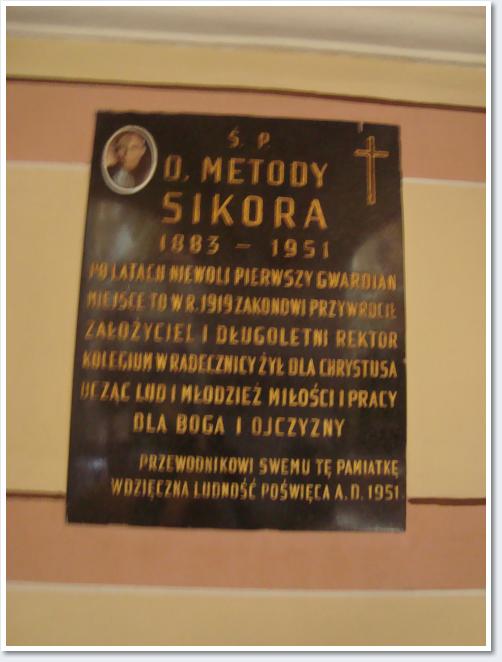 Ś. P.
O. METODY
SIKORA
1883 - 1951
PO LATACH NIEWOLI PIERWSZY GWARDIAN
MIEJSCE TO W R. 1919 ZAKONOWI PRZYWRÓCIŁ
ZAŁOŻYCIEL I DŁUGOLETNI REKTOR
KOLEGIUM W RADECZNICY ŻYŁ DLA CHRYSTUSA
UCZĄC LUD I MŁODZIEŻ MIŁOŚCI I PRACY
DLA BOGA I OJCZYZNY
PRZEWODNIKOWI SWEMU TĘ PAMIATKĘ
WDZIĘCZNA LUDNOŚĆ POŚWIĘCA A. D. 1951